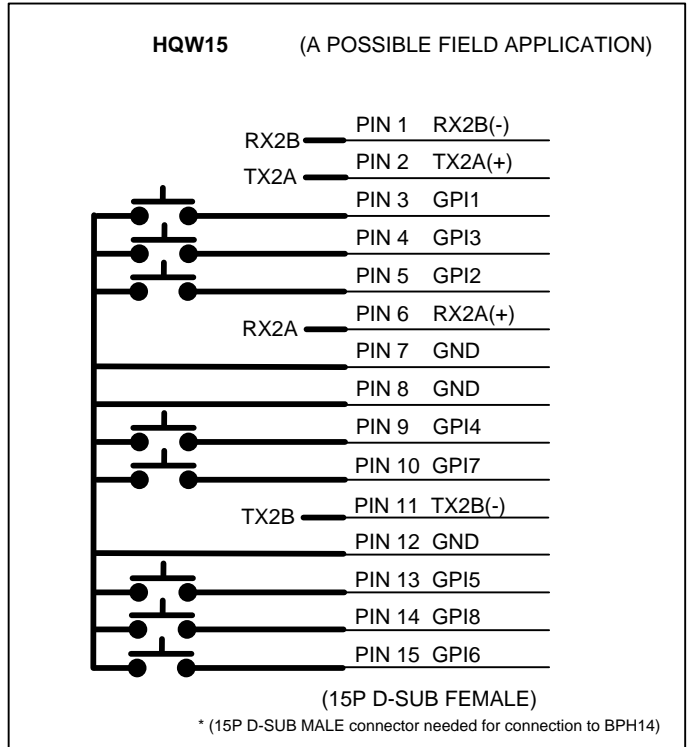 HQW15 (A POSSIBLE FIELD APPLICATION)
RX2B PIN 1 RX2B(-)
TX2A PIN 2 TX2A(+)
PIN 3 GPI1
PIN 4 GPI3
PIN 5 GPI2
RX2A PIN 6 RX2A(+)
PIN 7 GND
PIN 8 GND
PIN 9 GPI4
PIN 10 GPI7
TX2B PIN 11 TX2B(-)
PIN 12 GND
PIN 13 GPI5
PIN 14 GPI8
PIN 15 GPI6
(15P D-SUB FEMALE)
* (15P D-SUB MALE connector needed for connection to BPH14)